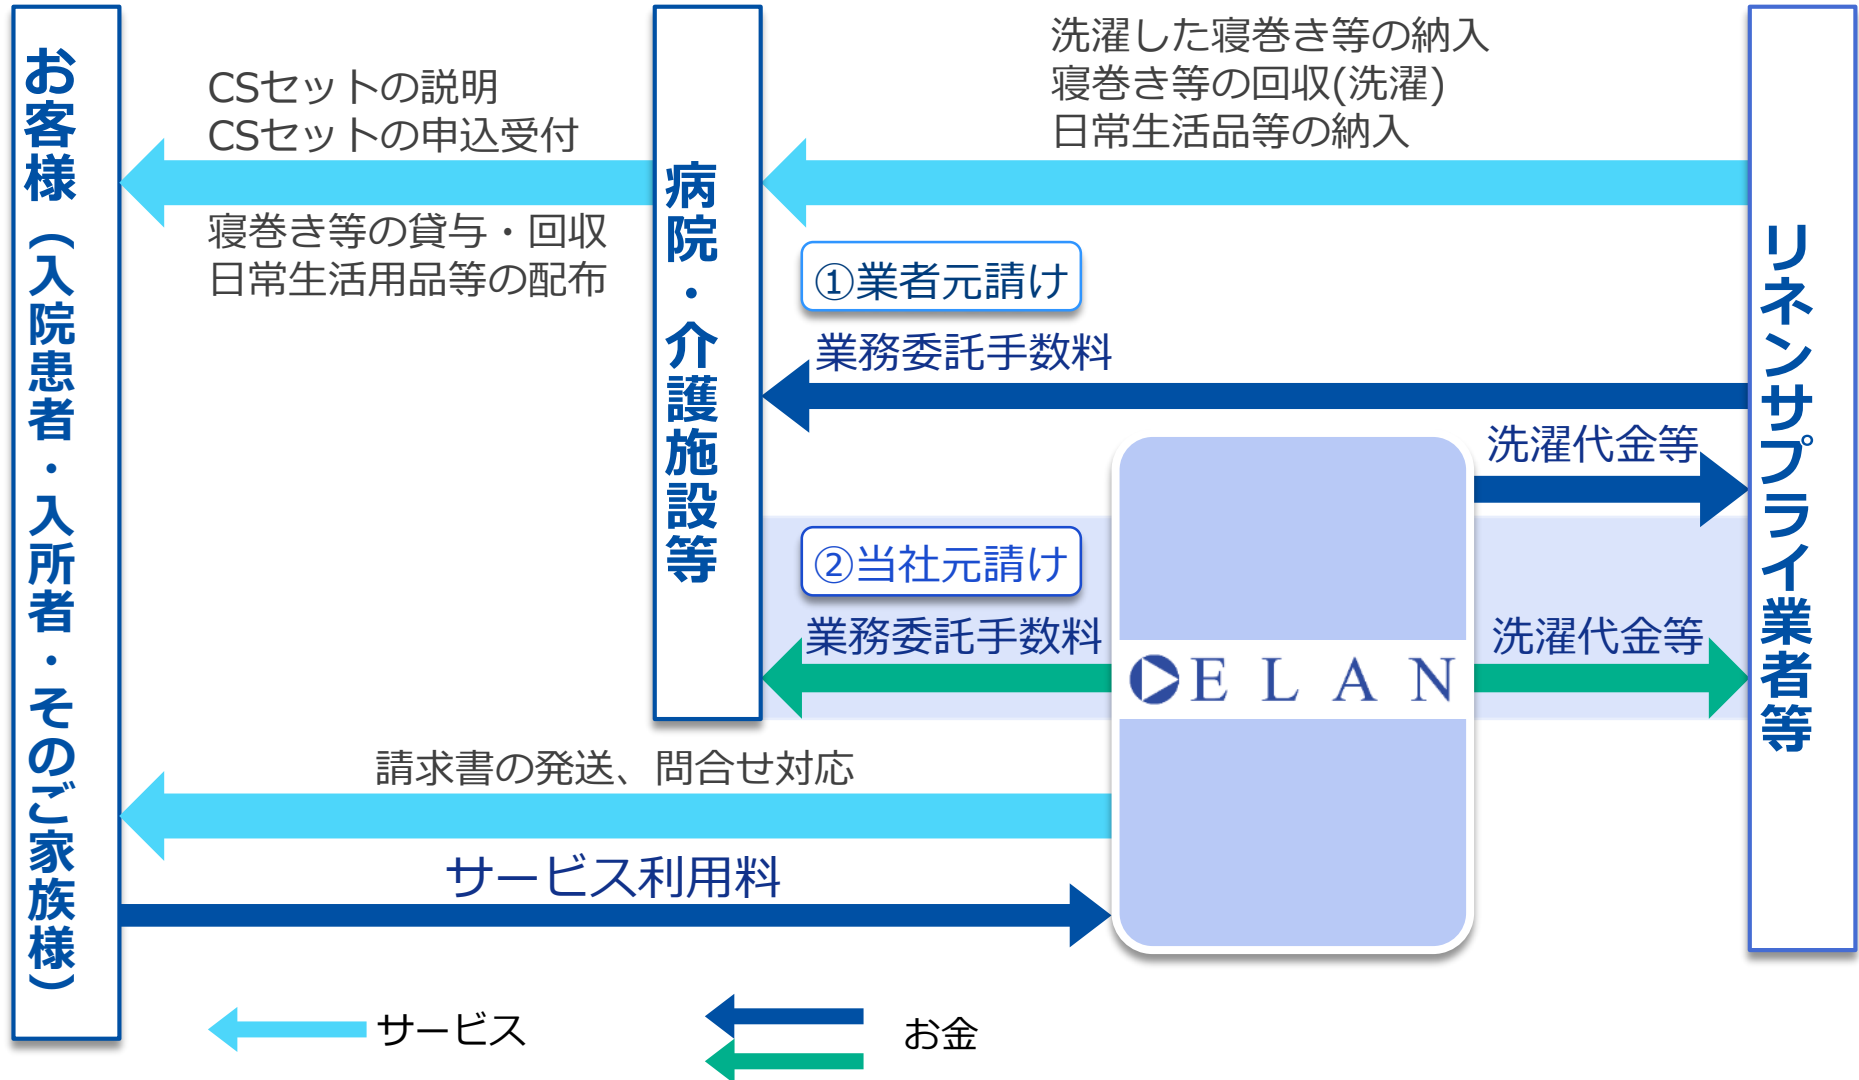 お客様（入院患者・入所者・そのご家族様）
CSセットの説明
CSセットの申込受付
寝巻き等の貸与・回収
日常生活用品等の配布
病院・介護施設等
洗濯した寝巻き等の納入
寝巻き等の回収(洗濯)
日常生活品等の納入
①業者元請け
業務委託手数料
洗濯代金等
②当社元請け
業務委託手数料
ELAN
洗濯代金等
リネンサプライ業者等
請求書の発送、問合せ対応
サービス利用料
サービス
お金